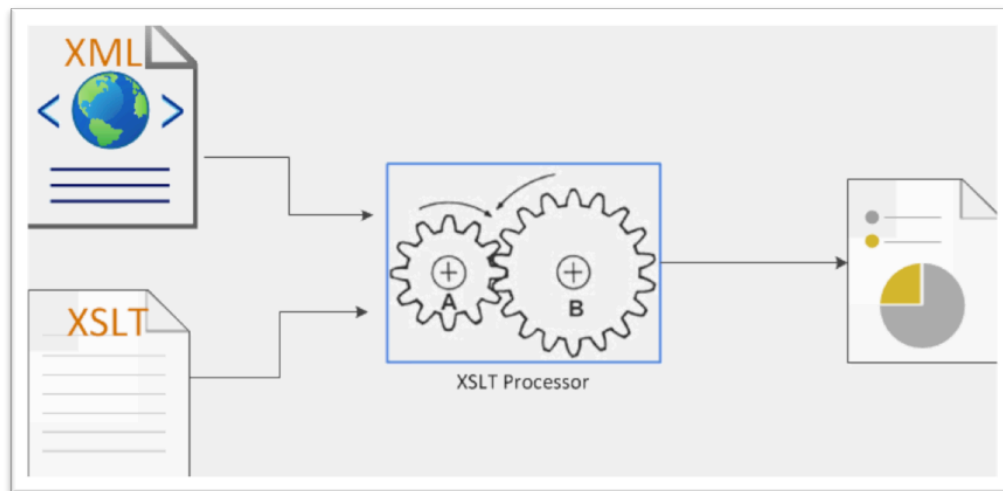 XML
< >
XSLT
A
B
XSLT Processor